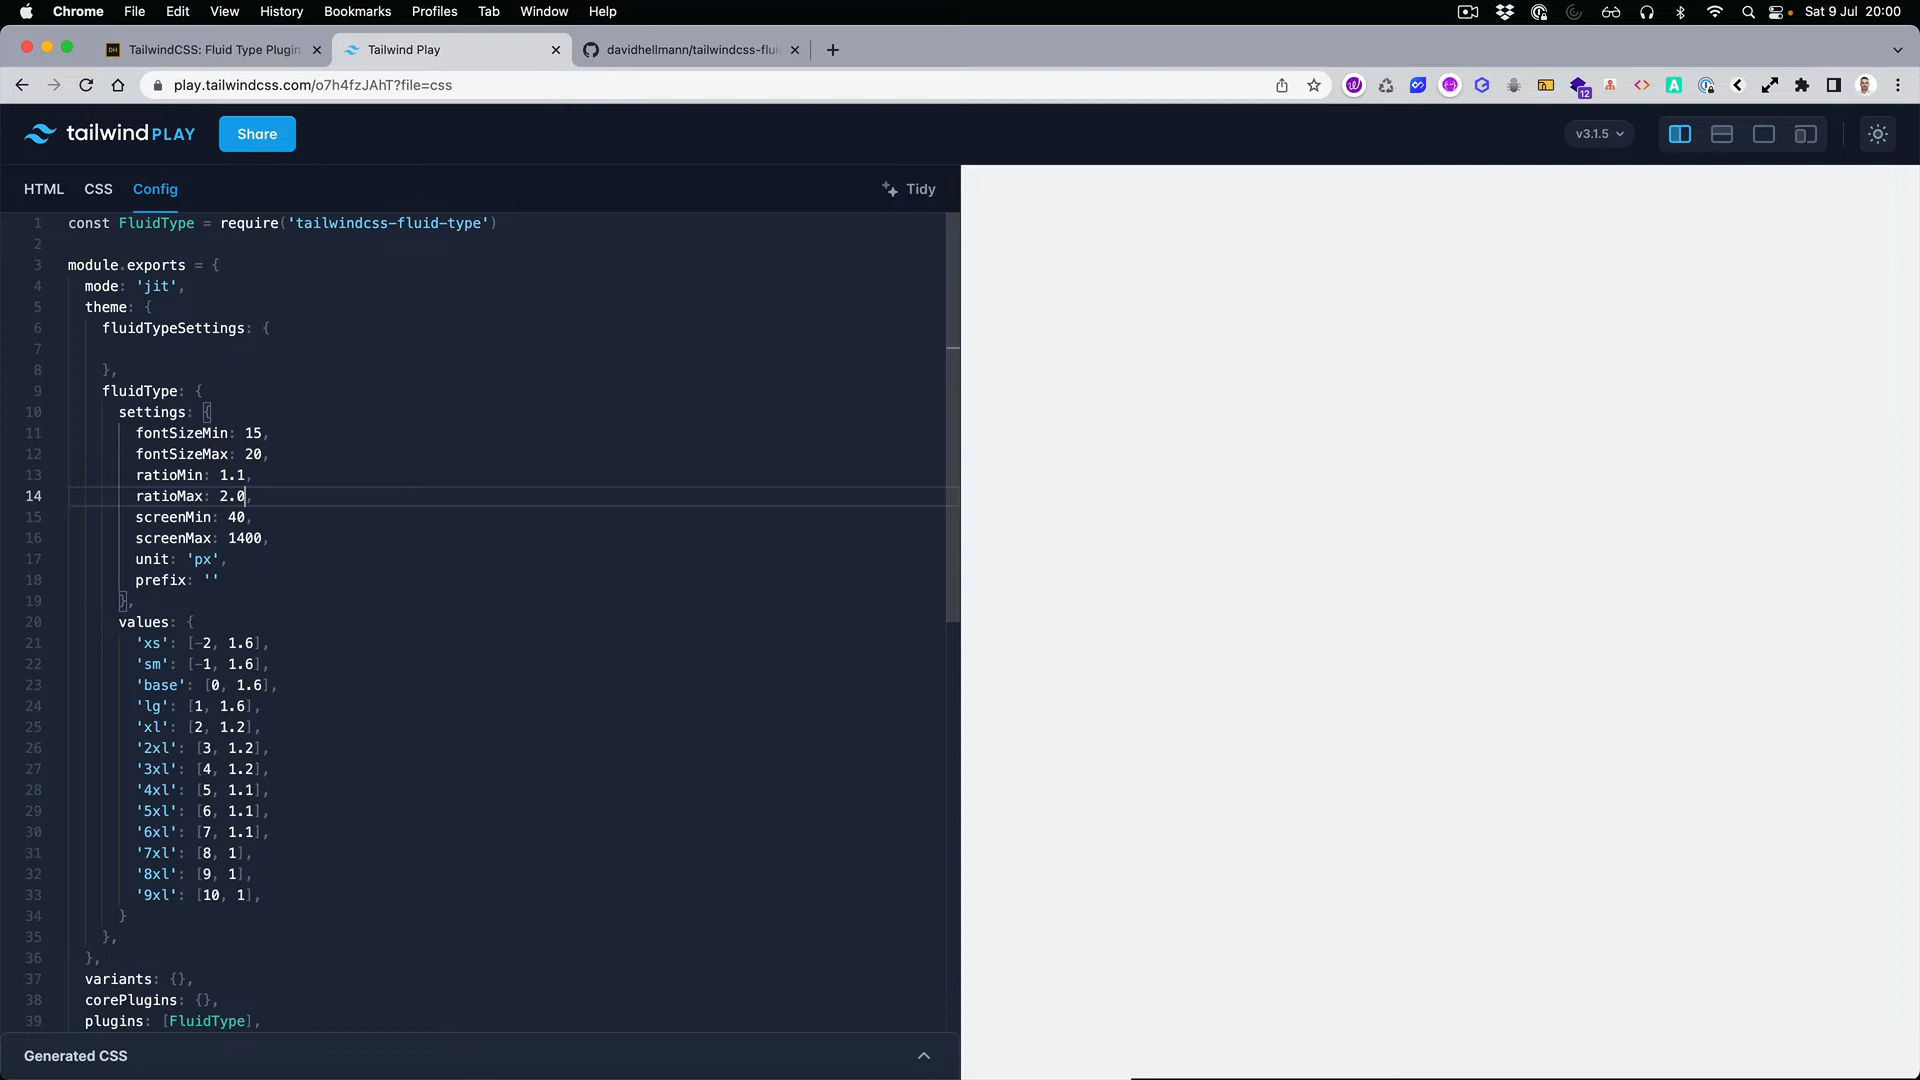 Chrome File Edit View History Bookmarks Profiles Tab Window Help Sat 9 Jul 20:00
TailwindCSS: Fluid Type Plugin Tailwind Play davidhellmann/tailwindcss-flui
play.tailwindcss.com/o7h4fzJAhT?file=css 12
tailwind PLAY Share v3.1.5
HTML CSS Config Tidy
1 const FluidType = require('tailwindcss-fluid-type')
2
3 module.exports = {
4 mode: 'jit',
5 theme: {
6 fluidTypeSettings: {
7
8 },
9 fluidType: {
10 settings: {
11 fontSizeMin: 15,
12 fontSizeMax: 20,
13 ratioMin: 1.1,
14 ratioMax: 2.0,
15 screenMin: 40,
16 screenMax: 1400,
17 unit: 'px',
18 prefix: ''
19 },
20 values: {
21 'xs': [-2, 1.6],
22 'sm': [-1, 1.6],
23 'base': [0, 1.6],
24 'lg': [1, 1.6],
25 'xl': [2, 1.2],
26 '2xl': [3, 1.2],
27 '3xl': [4, 1.2],
28 '4xl': [5, 1.1],
29 '5xl': [6, 1.1],
30 '6xl': [7, 1.1],
31 '7xl': [8, 1],
32 '8xl': [9, 1],
33 '9xl': [10, 1],
34 }
35 },
36 },
37 variants: {},
38 corePlugins: {},
39 plugins: [FluidType],
Generated CSS